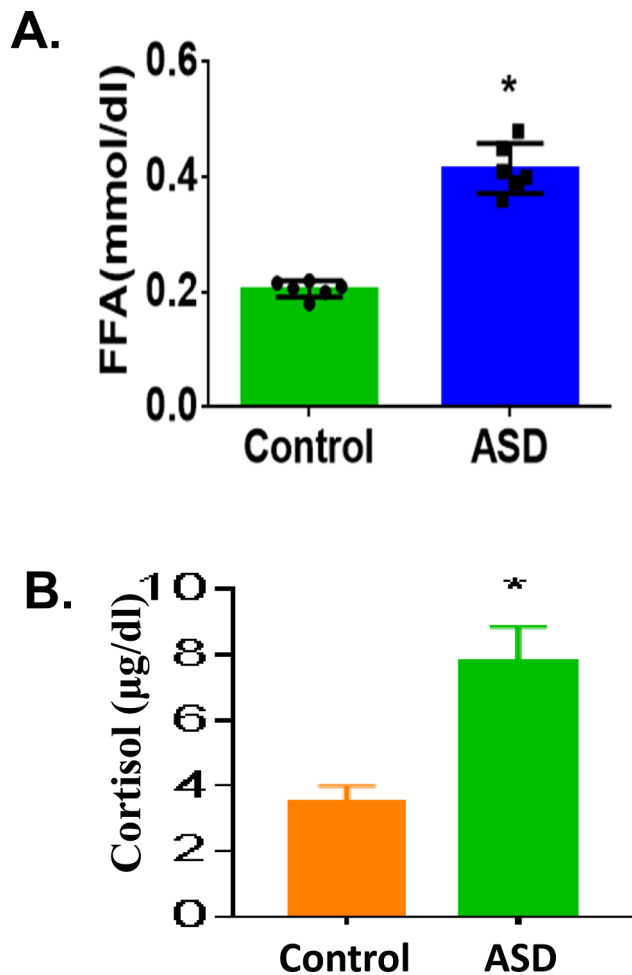 A.
FFA(mmol/dl)
0.6
*
0.4
0.2
0.0
Control ASD
B.
Cortisol (μg/dl)
10
*
8
6
4
2
0
Control ASD